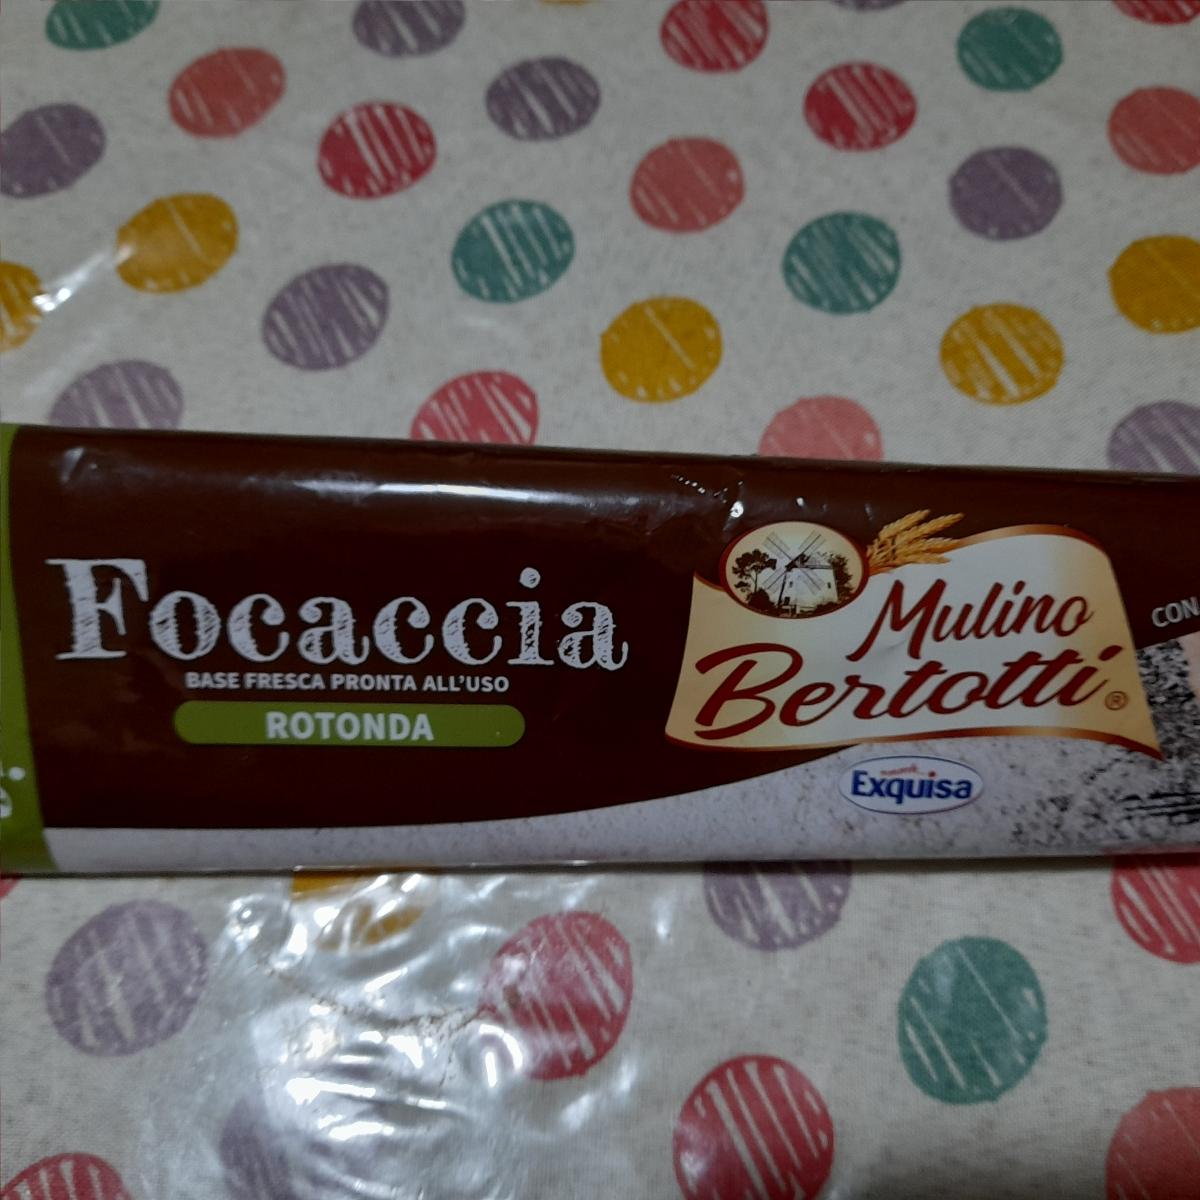 Focaccia
BASE FRESCA PRONTA ALL'USO
ROTONDA
Mulino
Bertotti®
Exquisa
CON